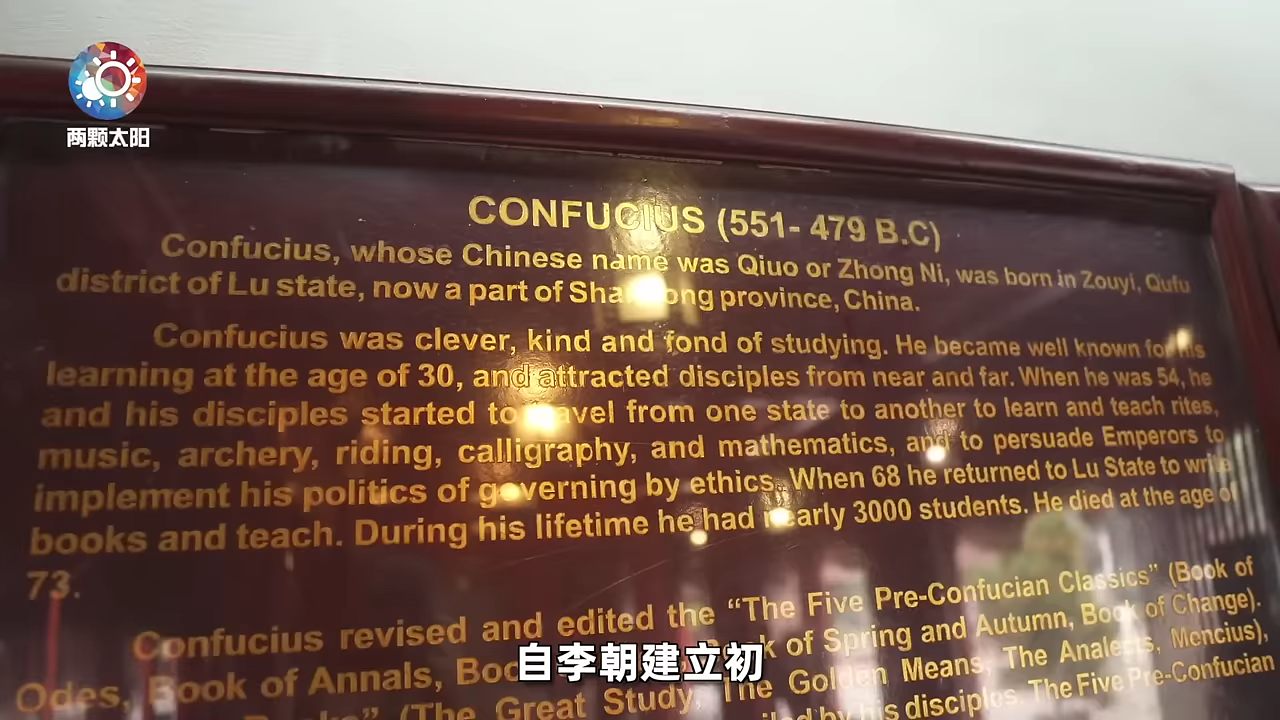 两颗太阳
CONFUCIUS (551- 479 B.C)
Confucius, whose Chinese name was Qiuo or Zhong Ni, was born in Zouyi, Qufu
district of Lu state, now a part of province, China.
Confucius was clever, kind and fond of studying. He became well known for his
learning at the age of 30, and attracted disciples from near and far. When he was 54, he
and his disciples started to travel from one state to another to learn and teach rites,
music, archery, riding, calligraphy, and mathematics, and to persuade Emperors to
implement his politics of governing by ethics. When 68 he returned to Lu State to write
books and teach. During his lifetime he had nearly 3000 students. He died at the age of
73.
Confucius revised and edited the “The Five Pre-Confucian Classics” (Book of
Odes, Book of Annals, of Spring and Autumn, Book of Change).
(The Great Study, The Golden Means, The Analects, Mencius),
his disciples. The Five Pre-Confucian
自李朝建立初